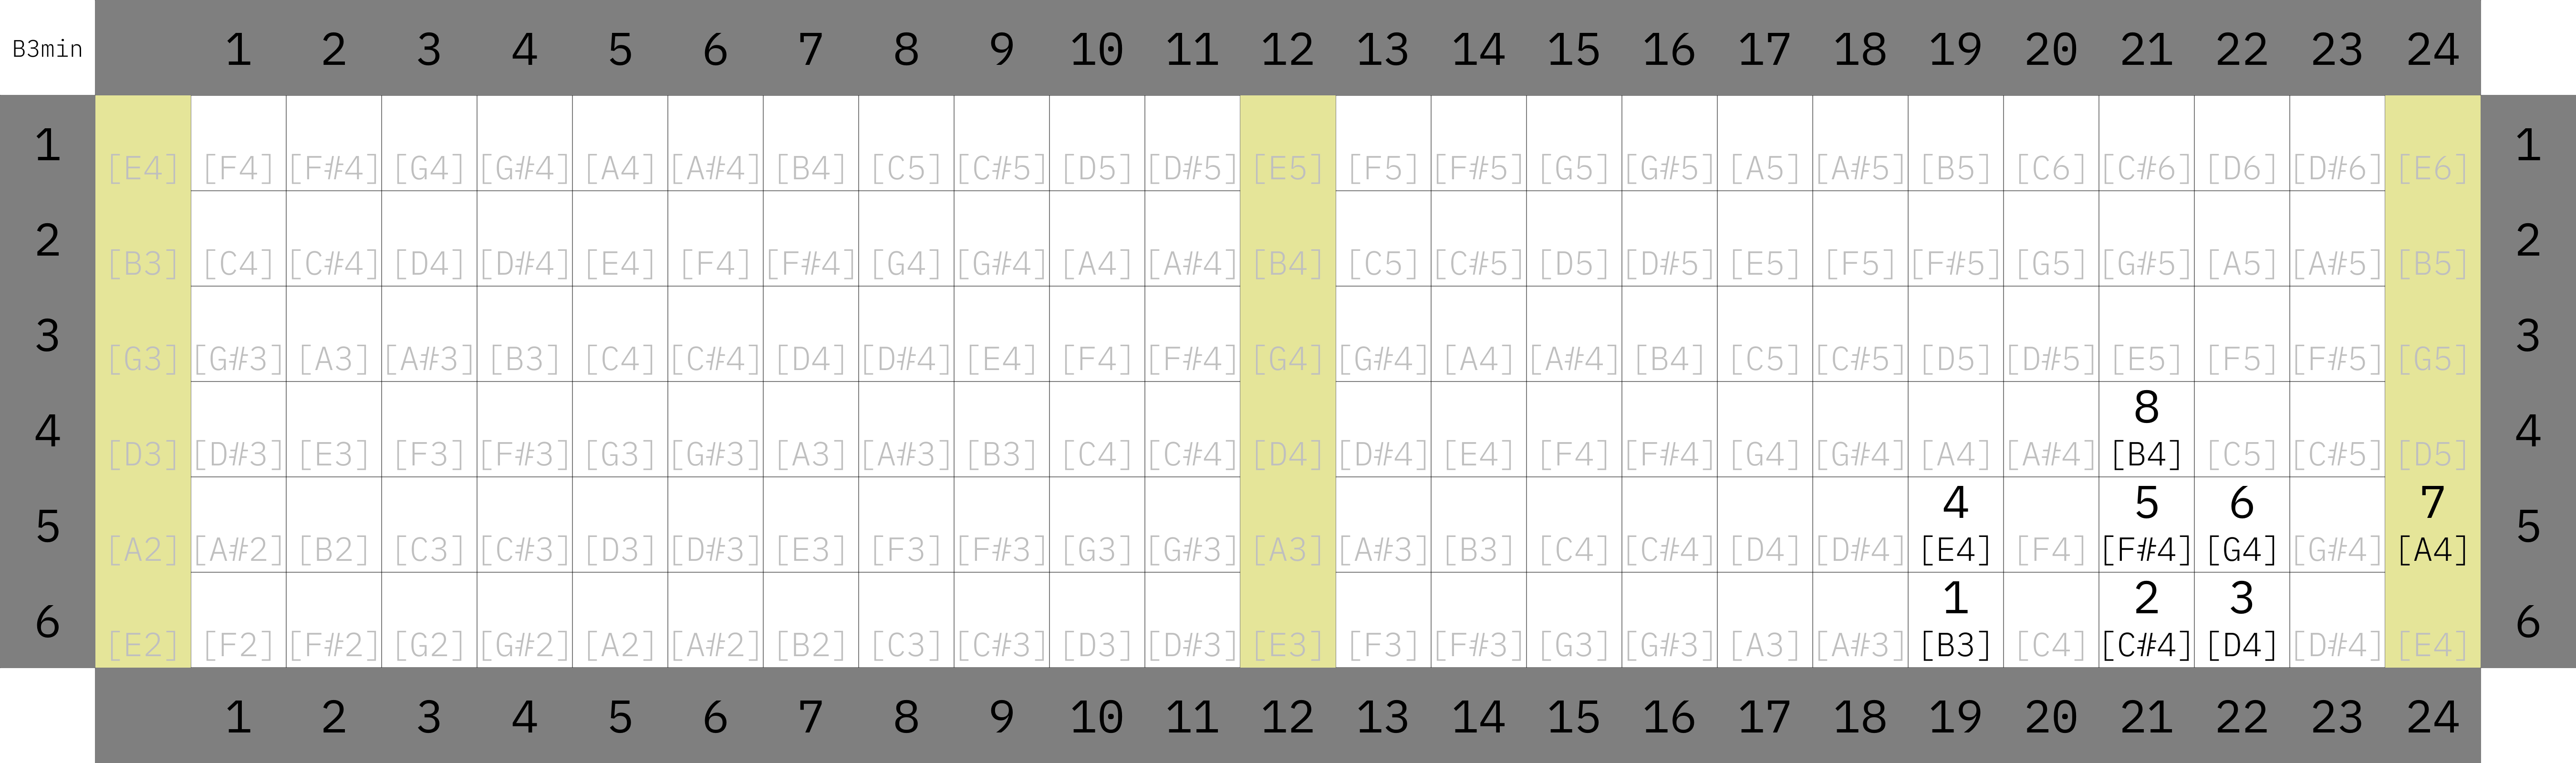 B3min 1 2 3 4 5 6 7 8 9 10 11 12 13 14 15 16 17 18 19 20 21 22 23 24
1 [E4] [F4] [F#4] [G4] [G#4] [A4] [A#4] [B4] [C5] [C#5] [D5] [D#5] [E5] [F5] [F#5] [G5] [G#5] [A5] [A#5] [B5] [C6] [C#6] [D6] [D#6] [E6] 1
2 [B3] [C4] [C#4] [D4] [D#4] [E4] [F4] [F#4] [G4] [G#4] [A4] [A#4] [B4] [C5] [C#5] [D5] [D#5] [E5] [F5] [F#5] [G5] [G#5] [A5] [A#5] [B5] 2
3 [G3] [G#3] [A3] [A#3] [B3] [C4] [C#4] [D4] [D#4] [E4] [F4] [F#4] [G4] [G#4] [A4] [A#4] [B4] [C5] [C#5] [D5] [D#5] [E5] [F5] [F#5] [G5] 3
8
4 [D3] [D#3] [E3] [F3] [F#3] [G3] [G#3] [A3] [A#3] [B3] [C4] [C#4] [D4] [D#4] [E4] [F4] [F#4] [G4] [G#4] [A4] [A#4] [B4] [C5] [C#5] [D5] 4
4 5 6 7
5 [A2] [A#2] [B2] [C3] [C#3] [D3] [D#3] [E3] [F3] [F#3] [G3] [G#3] [A3] [A#3] [B3] [C4] [C#4] [D4] [D#4] [E4] [F4] [F#4] [G4] [G#4] [A4] 5
1 2 3
6 [E2] [F2] [F#2] [G2] [G#2] [A2] [A#2] [B2] [C3] [C#3] [D3] [D#3] [E3] [F3] [F#3] [G3] [G#3] [A3] [A#3] [B3] [C4] [C#4] [D4] [D#4] [E4] 6
1 2 3 4 5 6 7 8 9 10 11 12 13 14 15 16 17 18 19 20 21 22 23 24